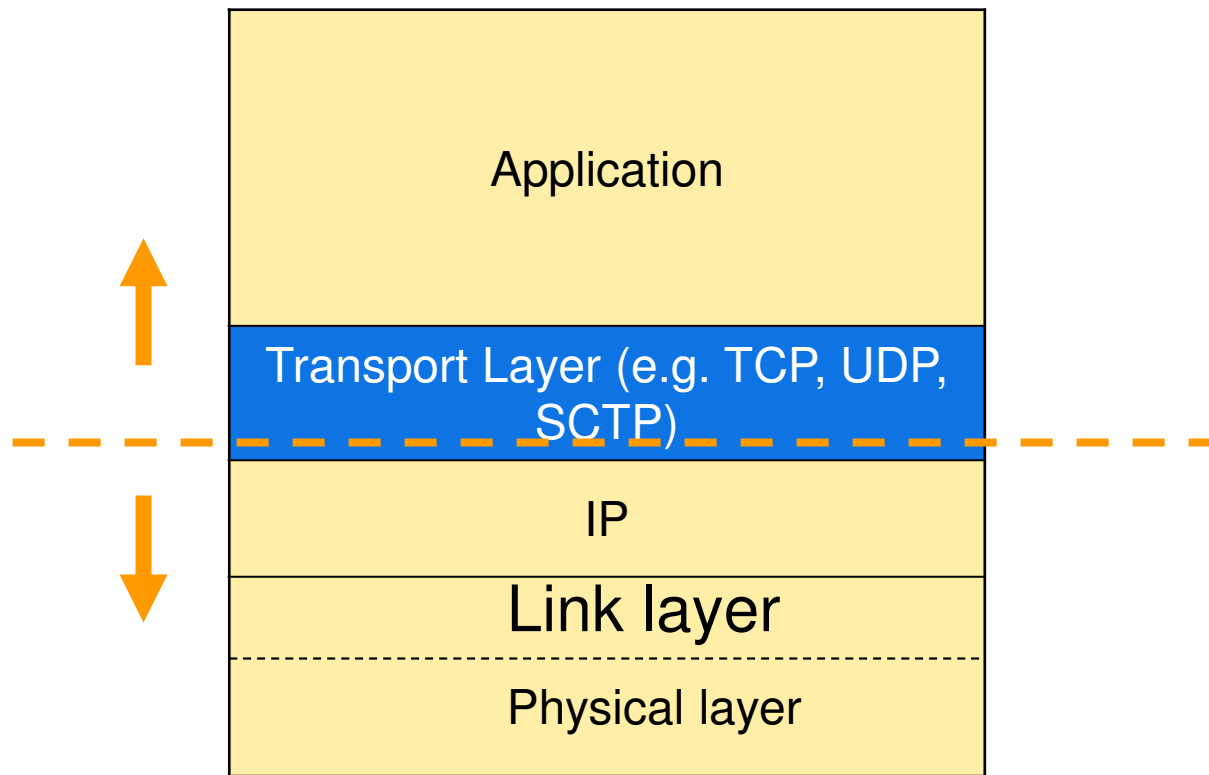 Application
Transport Layer (e.g. TCP, UDP,
SCTP)
IP
Link layer
Physical layer